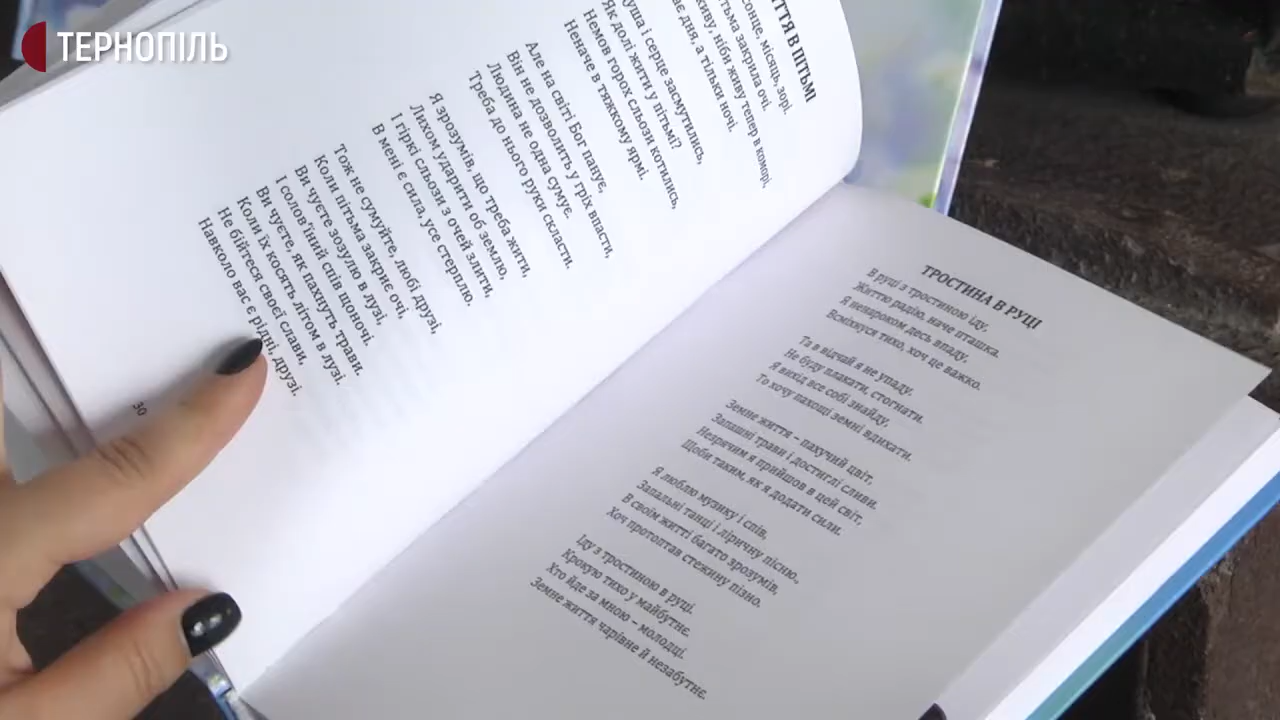 ТЕРНОПІЛЬ
В ПІТЬМІ
сонце, місяць, зорі.
закрила очі.
живу, ніби живу тепер в коморі,
дня, а тільки ночі.
і серце засмутились,
Як долі жити у пітьмі?
Немов горох сльози котились,
Неначе в тяжкому ярмі.
Але на світі Бог панує.
Він не дозволить у гріх впасти,
Людина не одна сумує.
Треба до нього руки скласти.
Я зрозумів, що треба жити,
Лихом ударити об землю,
І гіркі сльози з очей злити,
В мені є сила, усе стерплю.
Тож не сумуйте, любі друзі,
Коли пітьма закриє очі,
Ви чуєте зозулю в лузі,
І солов'їний спів щоночі.
Ви чуєте, як пахнуть трави.
Коли їх косять літом в лузі.
Не бійтеся своєї слави,
Навколо вас є рідні, друзі.
30
ТРОСТИНА В РУЦІ
В руці з тростиною іду,
Життю радію, наче пташка.
Я ненароком десь впаду,
Всміхнуся тихо, хоч це важко.
Та в відчай я не упаду,
Не буду плакати, стогнати.
Я вихід все собі знайду,
То хочу пахощі земні вдихати.
Земне життя – пахучий цвіт,
Запашні трави і достиглі сливи.
Незрячим я прийшов в цей світ,
Щоби таким, як я додати сили.
Я люблю музику і спів,
Запальні танці і ліричну пісню,
В своїм житті багато зрозумів,
Хоч протоптав стежину пізно.
Іду з тростиною в руці.
Крокую тихо у майбутнє.
Хто йде за мною – молодці.
Земне життя чарівне й незабутнє.